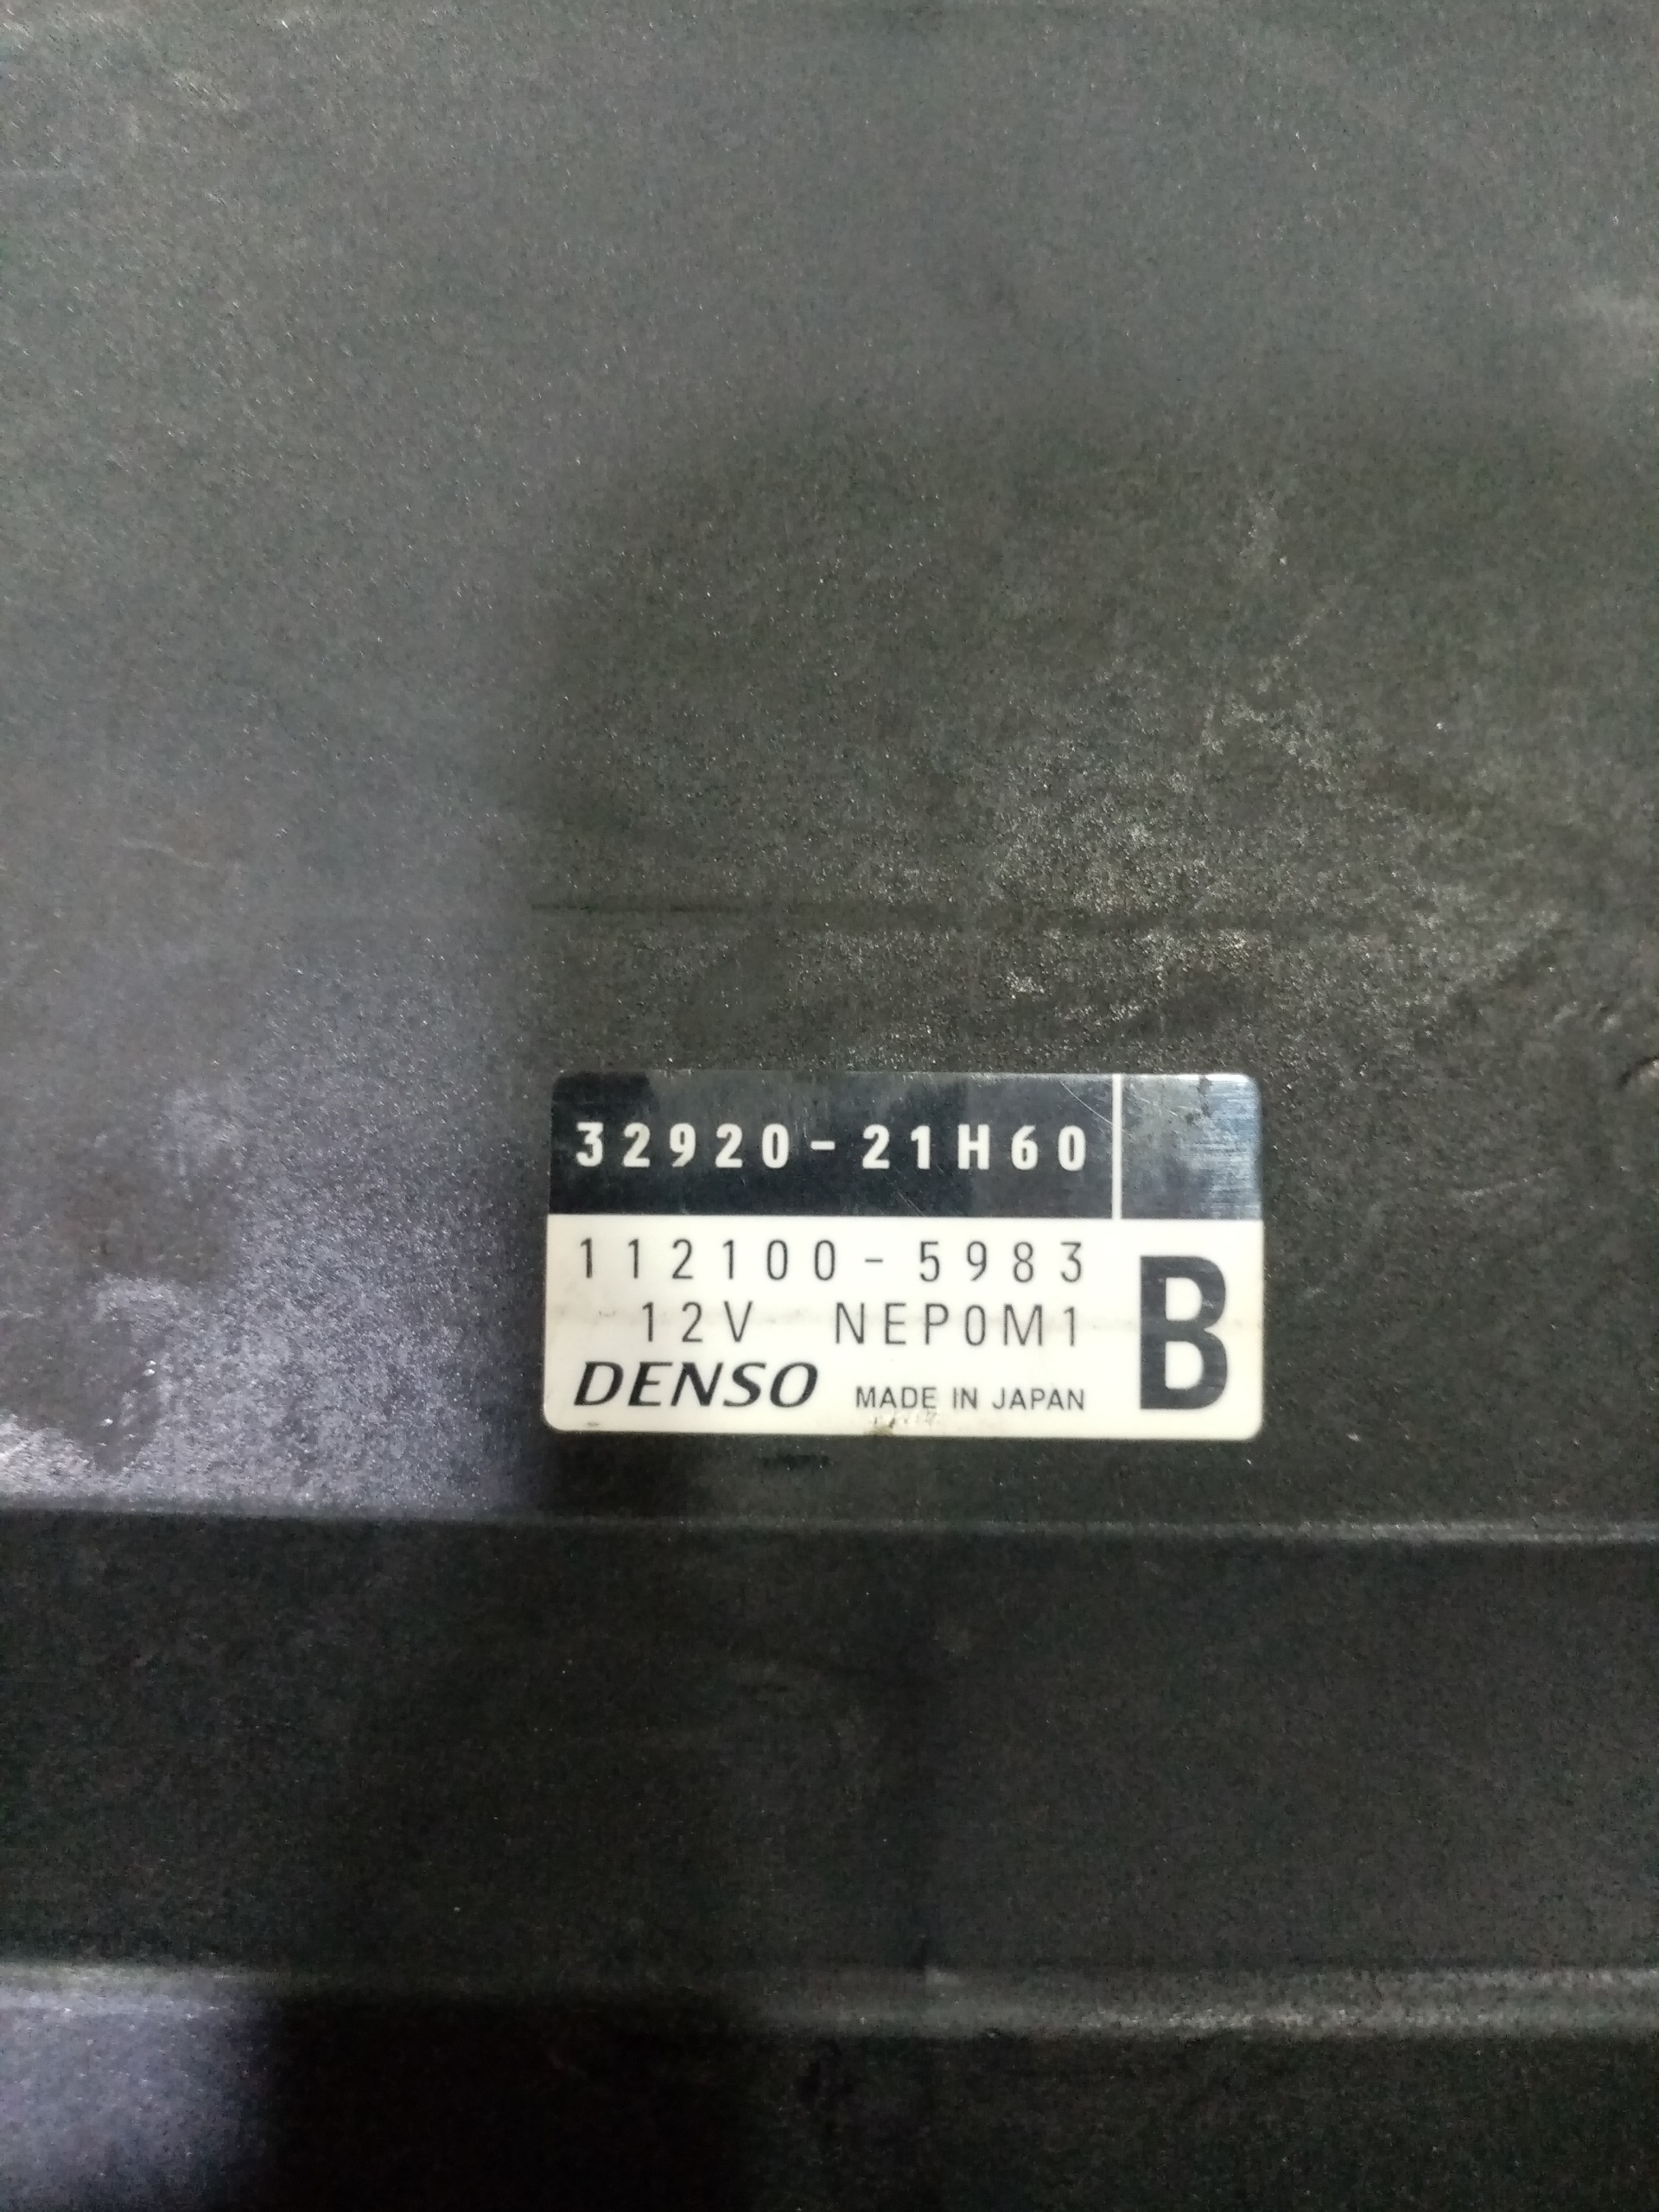 32920-21H60
112100-5983
12V NEP0M1
B
DENSO MADE IN JAPAN